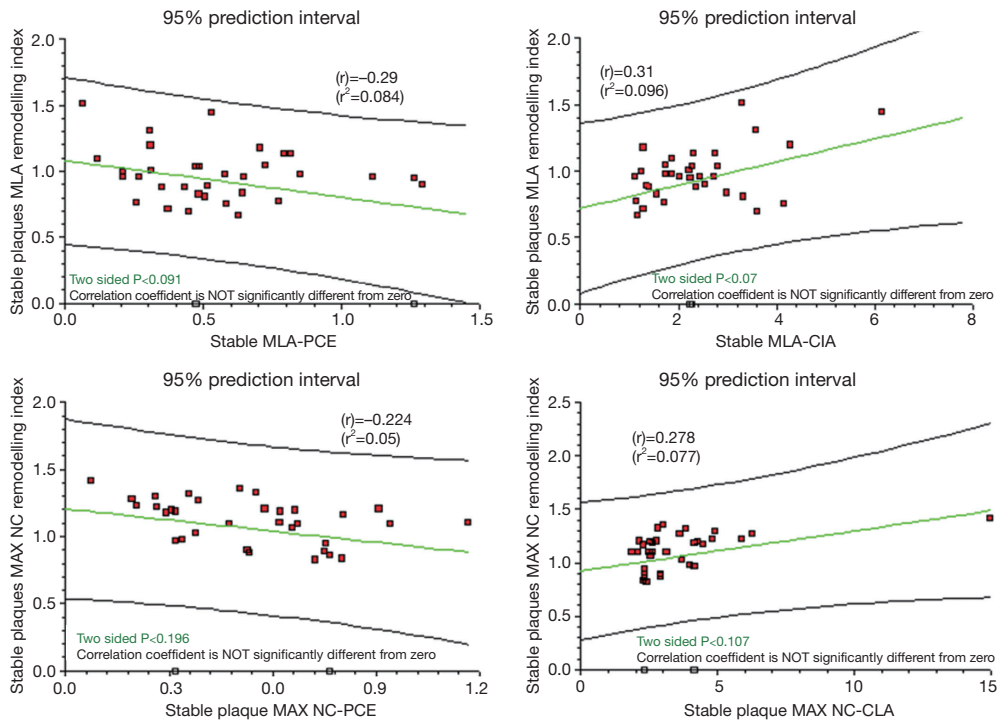 95% prediction interval
Stable plaques MLA remodelling index
2.0
1.5
1.0
0.5
0.0
(r)=–0.29
(r²=0.084)
Two sided P<0.091
Correlation coeffident is NOT significantly different from zero
0.0 0.5 1.0 1.5
Stable MLA-PCE
95% prediction interval
Stable plaques MLA remodelling index
2.0
1.5
1.0
0.5
0.0
(r)=0.31
(r²=0.096)
Two sided P<0.07
Correlation coeffident is NOT significantly different from zero
0 2 4 6 8
Stable MLA-CIA
95% prediction interval
Stable plaques MAX NC remodelling index
2.0
1.5
1.0
0.5
0.0
(r)=–0.224
(r²=0.05)
Two sided P<0.196
Correlation coeffident is NOT significantly different from zero
0.0 0.3 0.0 0.9 1.2
Stable plaque MAX NC-PCE
95% prediction interval
Stable plaques MAX NC remodelling index
2.5
2.0
1.5
1.0
0.5
0.0
(r)=0.278
(r²=0.077)
Two sided P<0.107
Correlation coeffident is NOT significantly different from zero
0 5 10 15
Stable plaque MAX NC-CLA